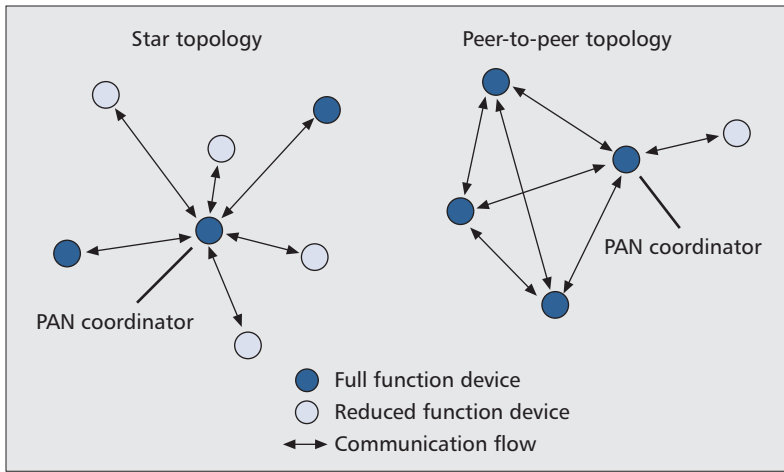 Star topology
Peer-to-peer topology
PAN coordinator
PAN coordinator
Full function device
Reduced function device
Communication flow